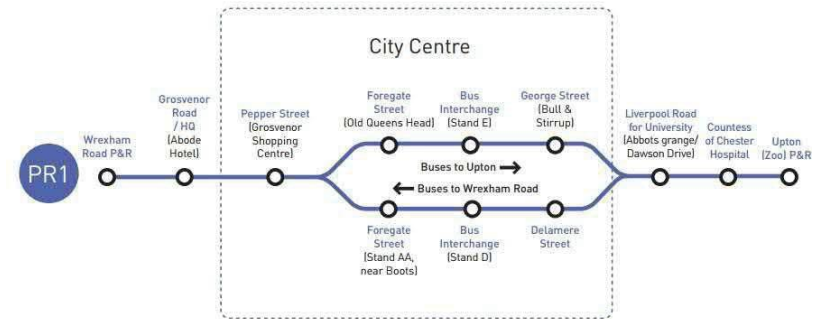 City Centre
PR1
Wrexham
Road P&R
Grosvenor
Road
/ HQ
(Abode
Hotel)
Pepper Street
(Grosvenor
Shopping
Centre)
Foregate
Street
(Old Queens Head)
Bus
Interchange
(Stand E)
George Street
(Bull &
Stirrup)
Buses to Upton
Buses to Wrexham Road
Foregate
Street
(Stand AA,
near Boots)
Bus
Interchange
(Stand D)
Delamere
Street
Liverpool Road
for University
(Abbots grange/
Dawson Drive)
Countess
of Chester
Hospital
Upton
(Zoo) P&R